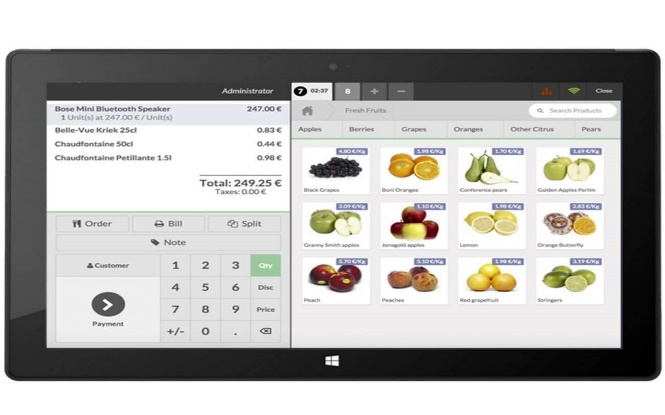 Administrator
7 02:37 8 + − Close
Bose Mini Bluetooth Speaker 247.00 €
1 Unit(s) at 247.00 € / Unit(s)
Belle-Vue Kriek 25cl 0.83 €
Chaudfontaine 50cl 0.44 €
Chaudfontaine Petillante 1.5l 0.98 €
Total: 249.25 €
Taxes: 0.00 €
Order Bill Split
Note
Customer
Payment
1 2 3 Qty
4 5 6 Disc
7 8 9 Price
+/- 0 .
Fresh Fruits Search Products
Apples Berries Grapes Oranges Other Citrus Pears
4.80 €/Kg 1.98 €/Kg 1.70 €/Kg 1.69 €/Kg
Black Grapes Boni Oranges Conference pears Golden Apples Perlim
2.09 €/Kg 1.10 €/Kg 1.98 €/Kg 2.83 €/Kg
Granny Smith apples Jonagold apples Lemon Orange Butterfly
5.70 €/Kg 5.10 €/Kg 1.98 €/Kg 3.19 €/Kg
Peach Peaches Red grapefruit Stringers